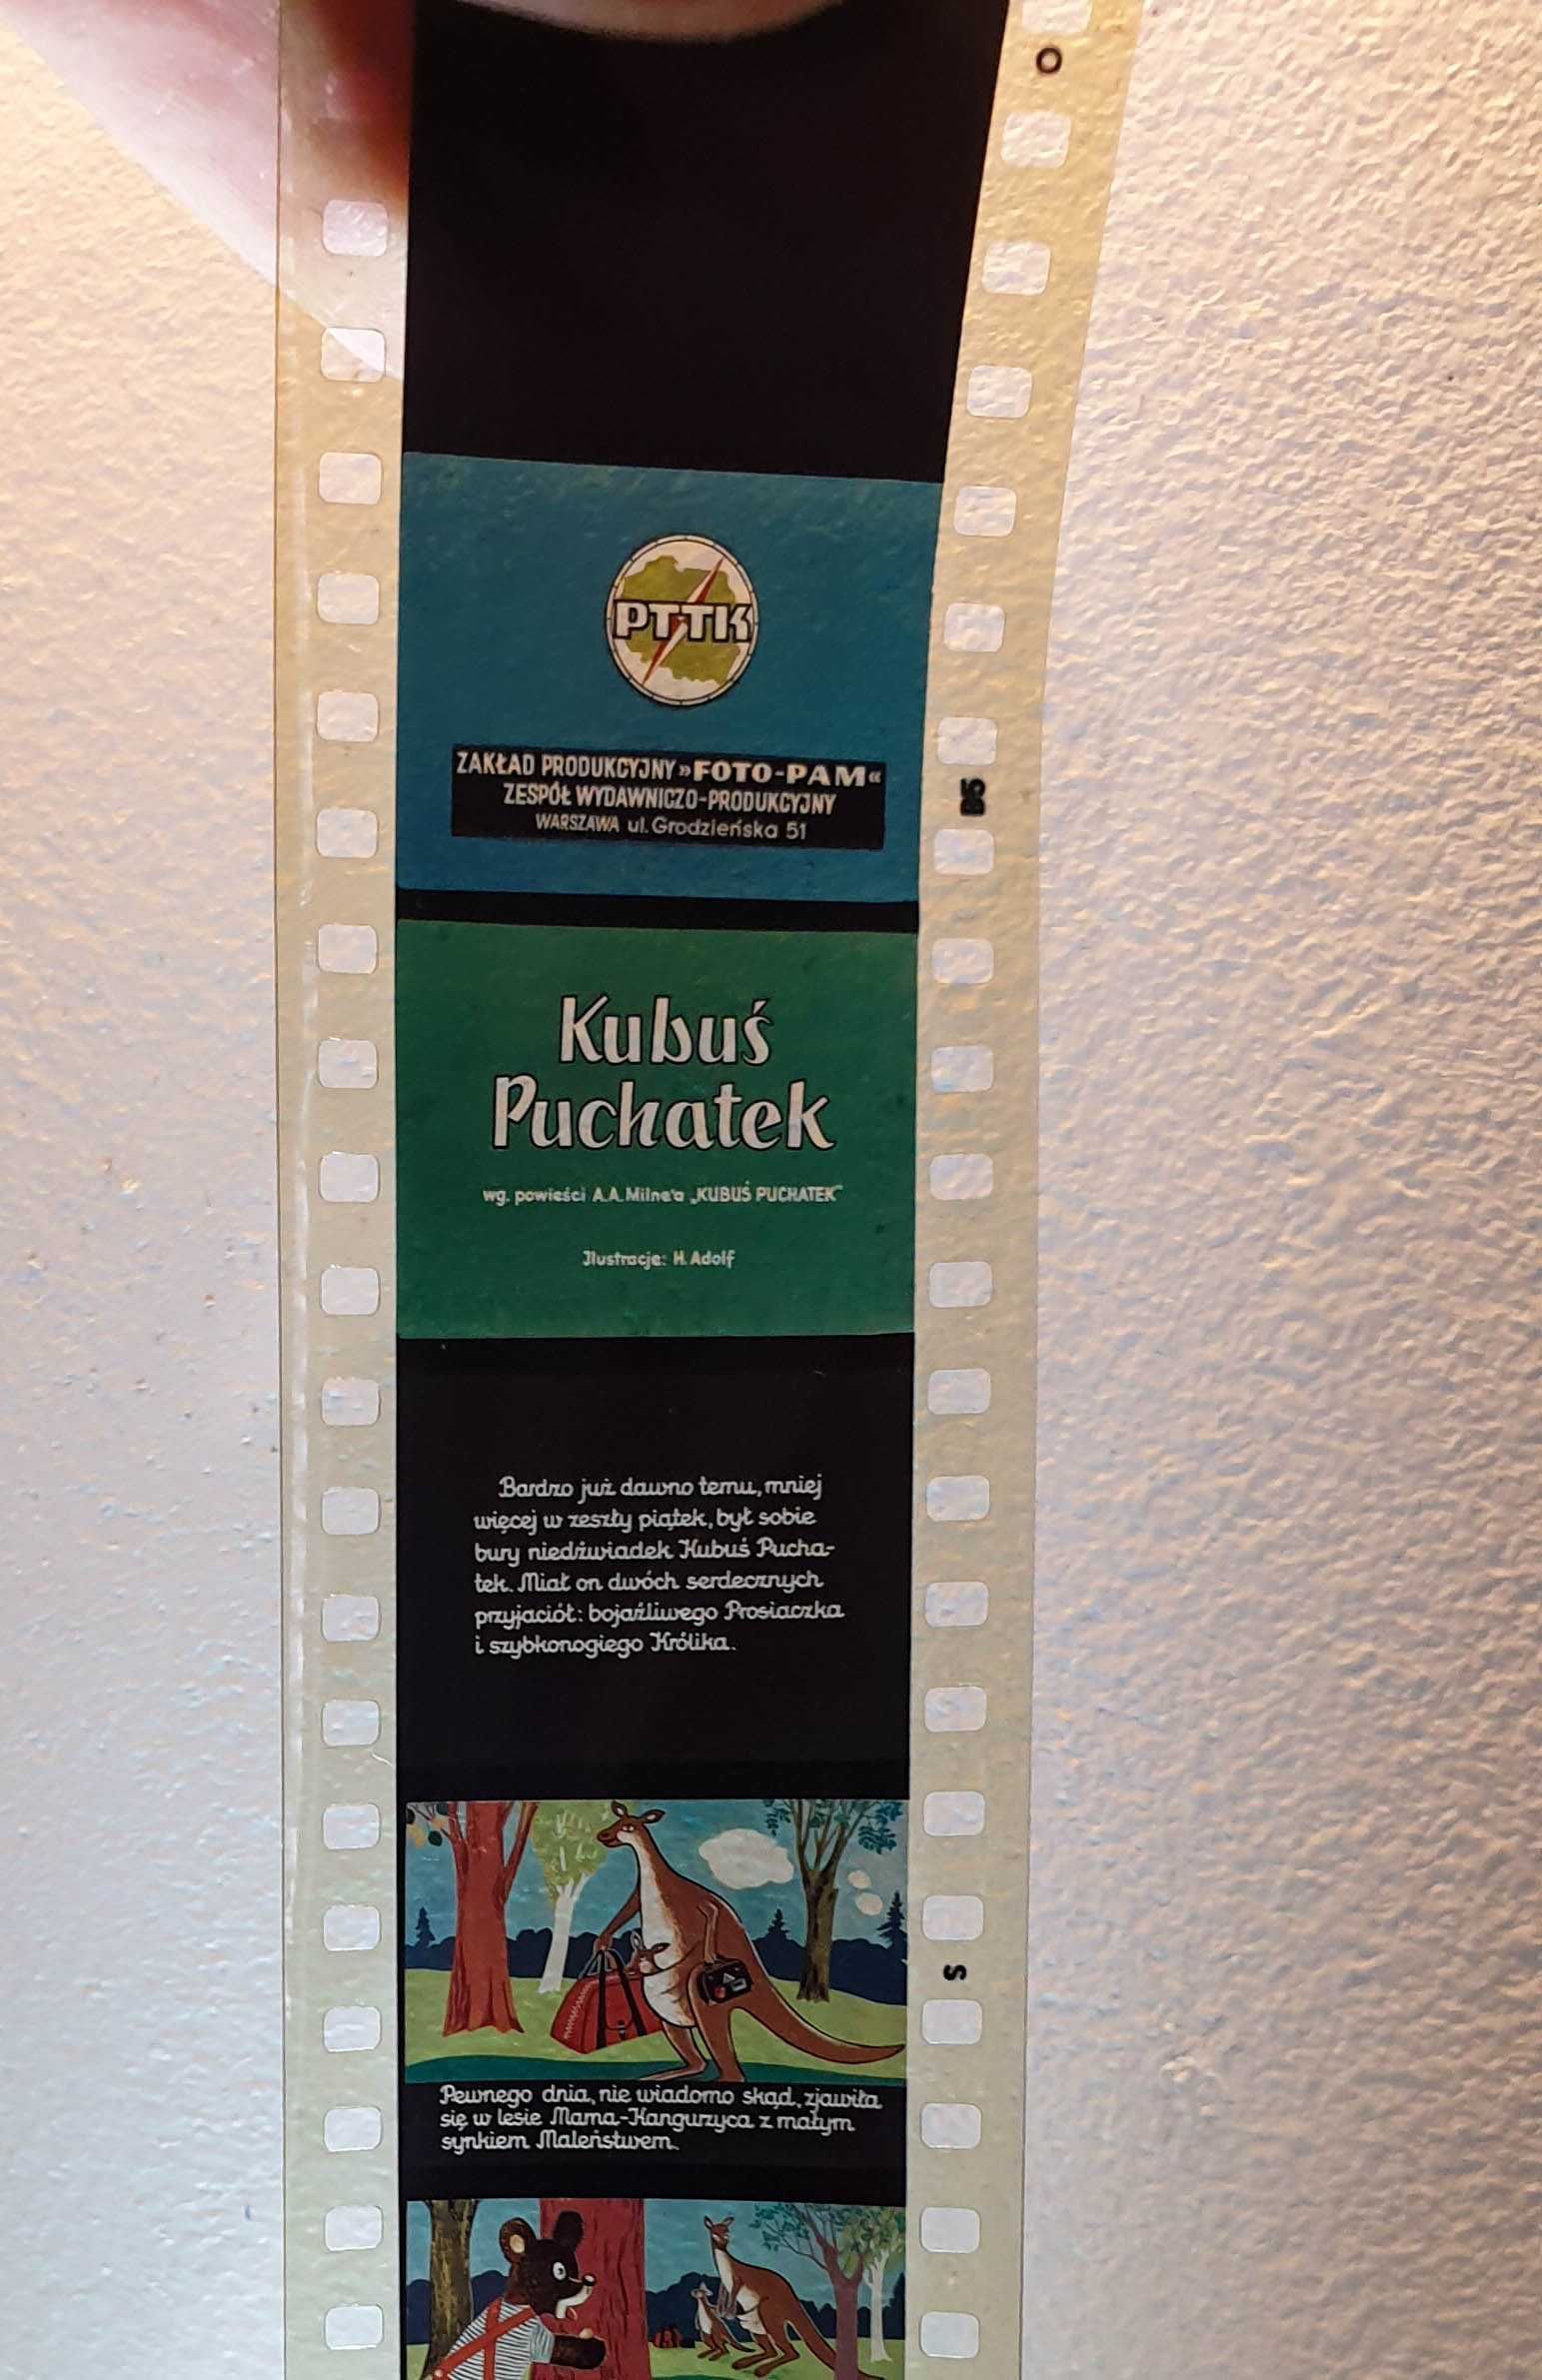 O
PTTK
ZAKŁAD PRODUKCYJNY »FOTO-PAM«
ZESPÓŁ WYDAWNICZO-PRODUKCYJNY
WARSZAWA ul. Grodzieńska 51
B5
Kubuś
Puchatek
wg. powieści A.A. Milne'a „KUBUŚ PUCHATEK"
Ilustracje: H. Adolf
Bardzo już dawno temu, mniej
więcej w zeszły piątek, był sobie
bury niedźwiadek Kubuś Pucha-
tek. Miał on dwóch serdecznych
przyjaciół: bojaźliwego Prosiaczka
i szybkonogiego Królika.
S
Pewnego dnia, nie wiadomo skąd, zjawiła
się w lesie Mama-Kangurzyca z małym
synkiem Maleństwem.